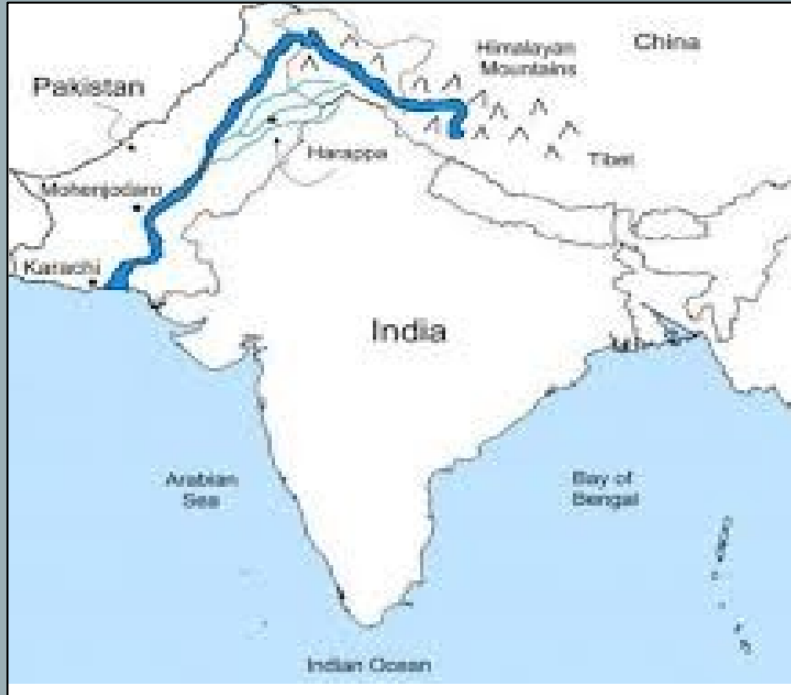 China
Himalayan
Mountains
Pakistan
Harappa
Tibet
Mohenjodaro
Karachi
India
Arabian
Sea
Bay of
Bengal
Indian Ocean